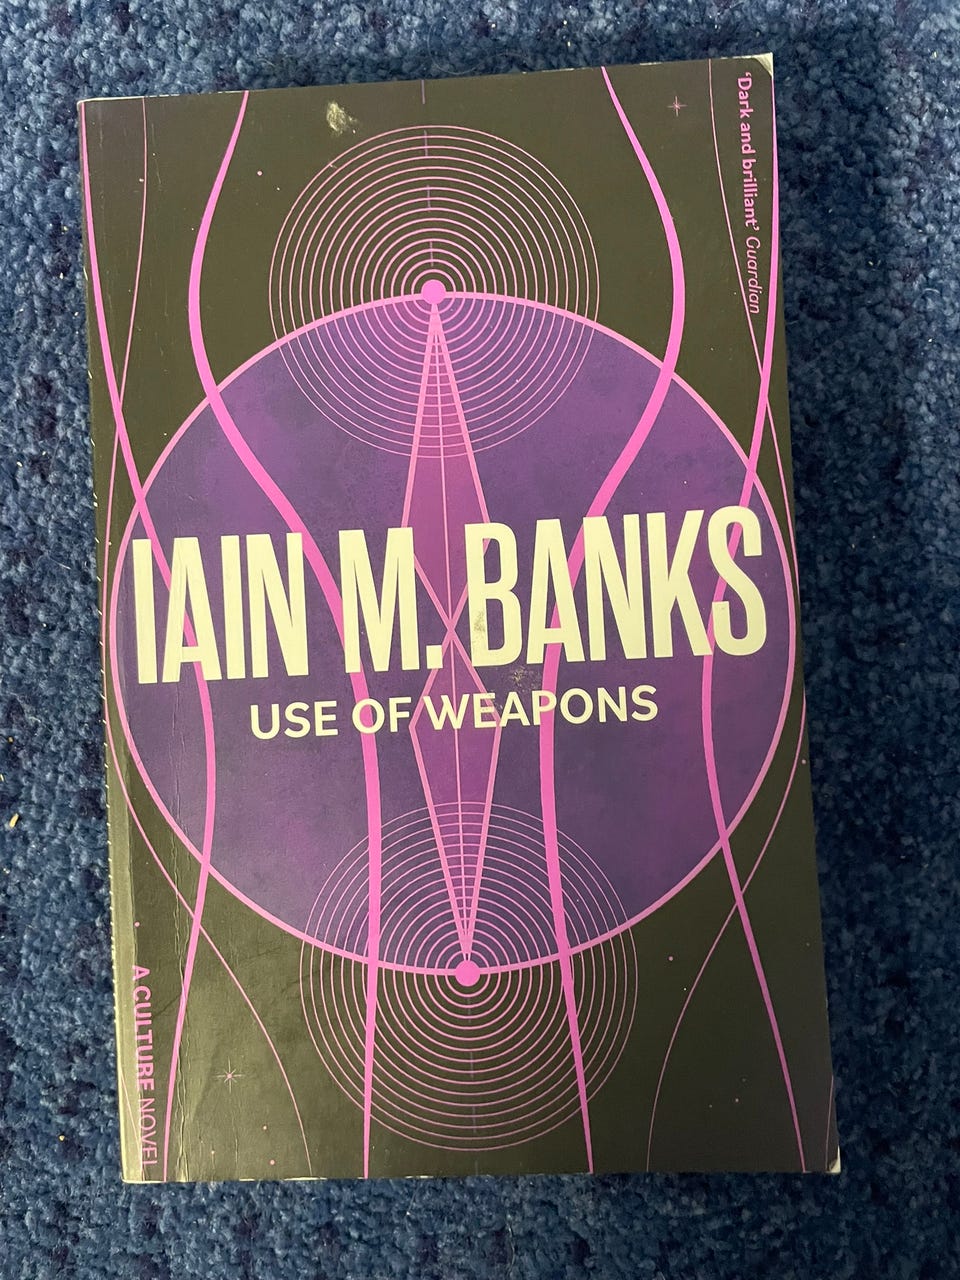 'Dark and brilliant' Guardian
IAIN M. BANKS
USE OF WEAPONS
A CULTURE NOVEL